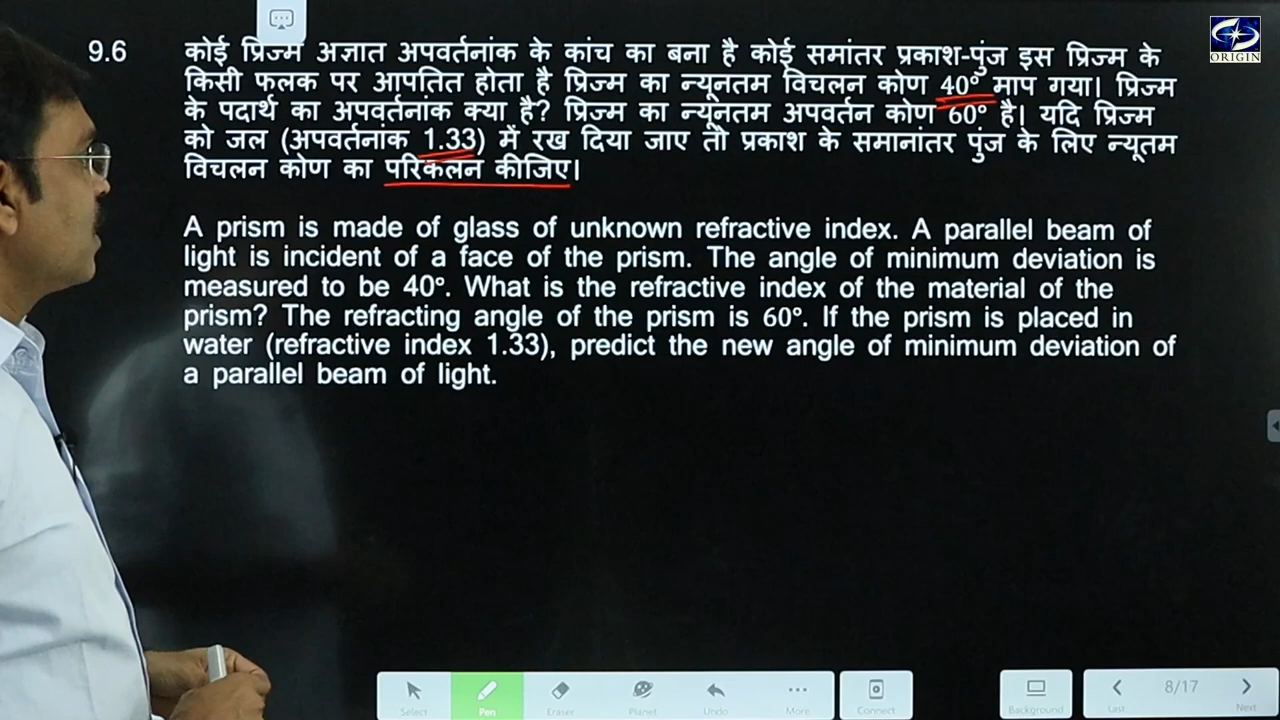 ORIGIN
9.6 कोई प्रिज्म अज्ञात अपवर्तनांक के कांच का बना है कोई समांतर प्रकाश-पुंज इस प्रिज्म के
किसी फलक पर आपतित होता है प्रिज्म का न्यूनतम विचलन कोण 40° मापा गया। प्रिज्म
के पदार्थ का अपवर्तनांक क्या है? प्रिज्म का न्यूनतम अपवर्तन कोण 60° है। यदि प्रिज्म
को जल (अपवर्तनांक 1.33) में रख दिया जाए तो प्रकाश के समानांतर पुंज के लिए न्यूतम
विचलन कोण का परिकलन कीजिए।
A prism is made of glass of unknown refractive index. A parallel beam of
light is incident of a face of the prism. The angle of minimum deviation is
measured to be 40°. What is the refractive index of the material of the
prism? The refracting angle of the prism is 60°. If the prism is placed in
water (refractive index 1.33), predict the new angle of minimum deviation of
a parallel beam of light.
Select Pen Eraser Planet Undo More Connect Background Last 8/17 Next